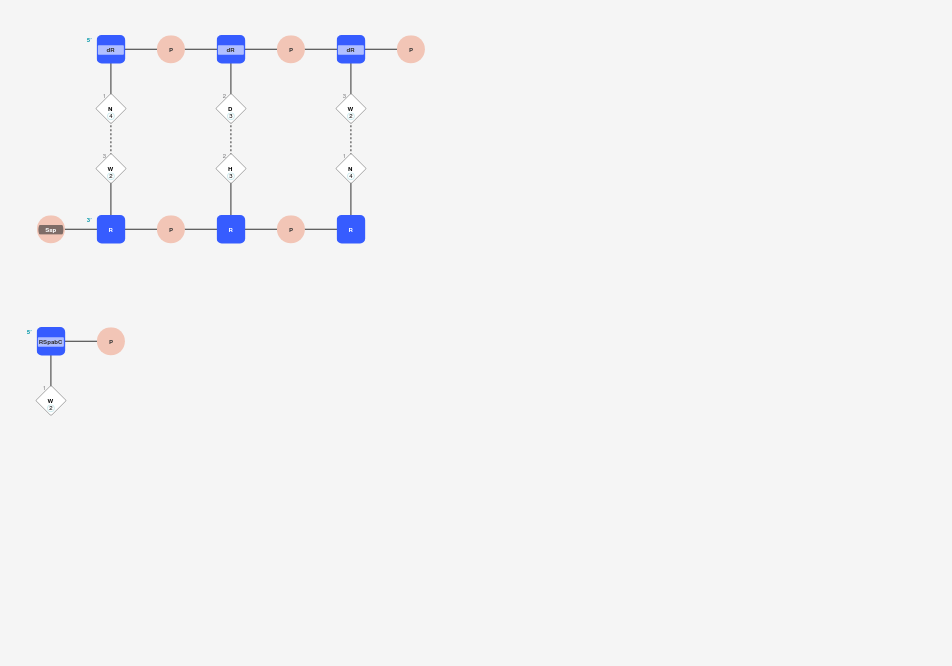 5'
dR P dR P dR P
1 2 3
N D W
4 3 2
3 2 1
W H N
2 3 4
3'
Ssp R P R P R
5'
RSpabC P
1
W
2